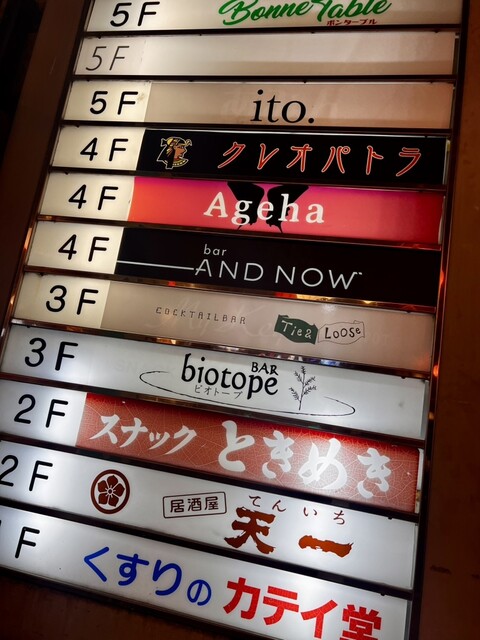 5F Bonne Table
ボンターブル
5F
5F ito.
4F クレオパトラ
4F Ageha
4F bar
AND NOW
3F COCKTAILBAR Tie2 LOOSE
3F BAR
biotope
ビオトープ
2F スナック ときめき
2F 居酒屋 てんいち
天一
1F くすりのカテイ堂